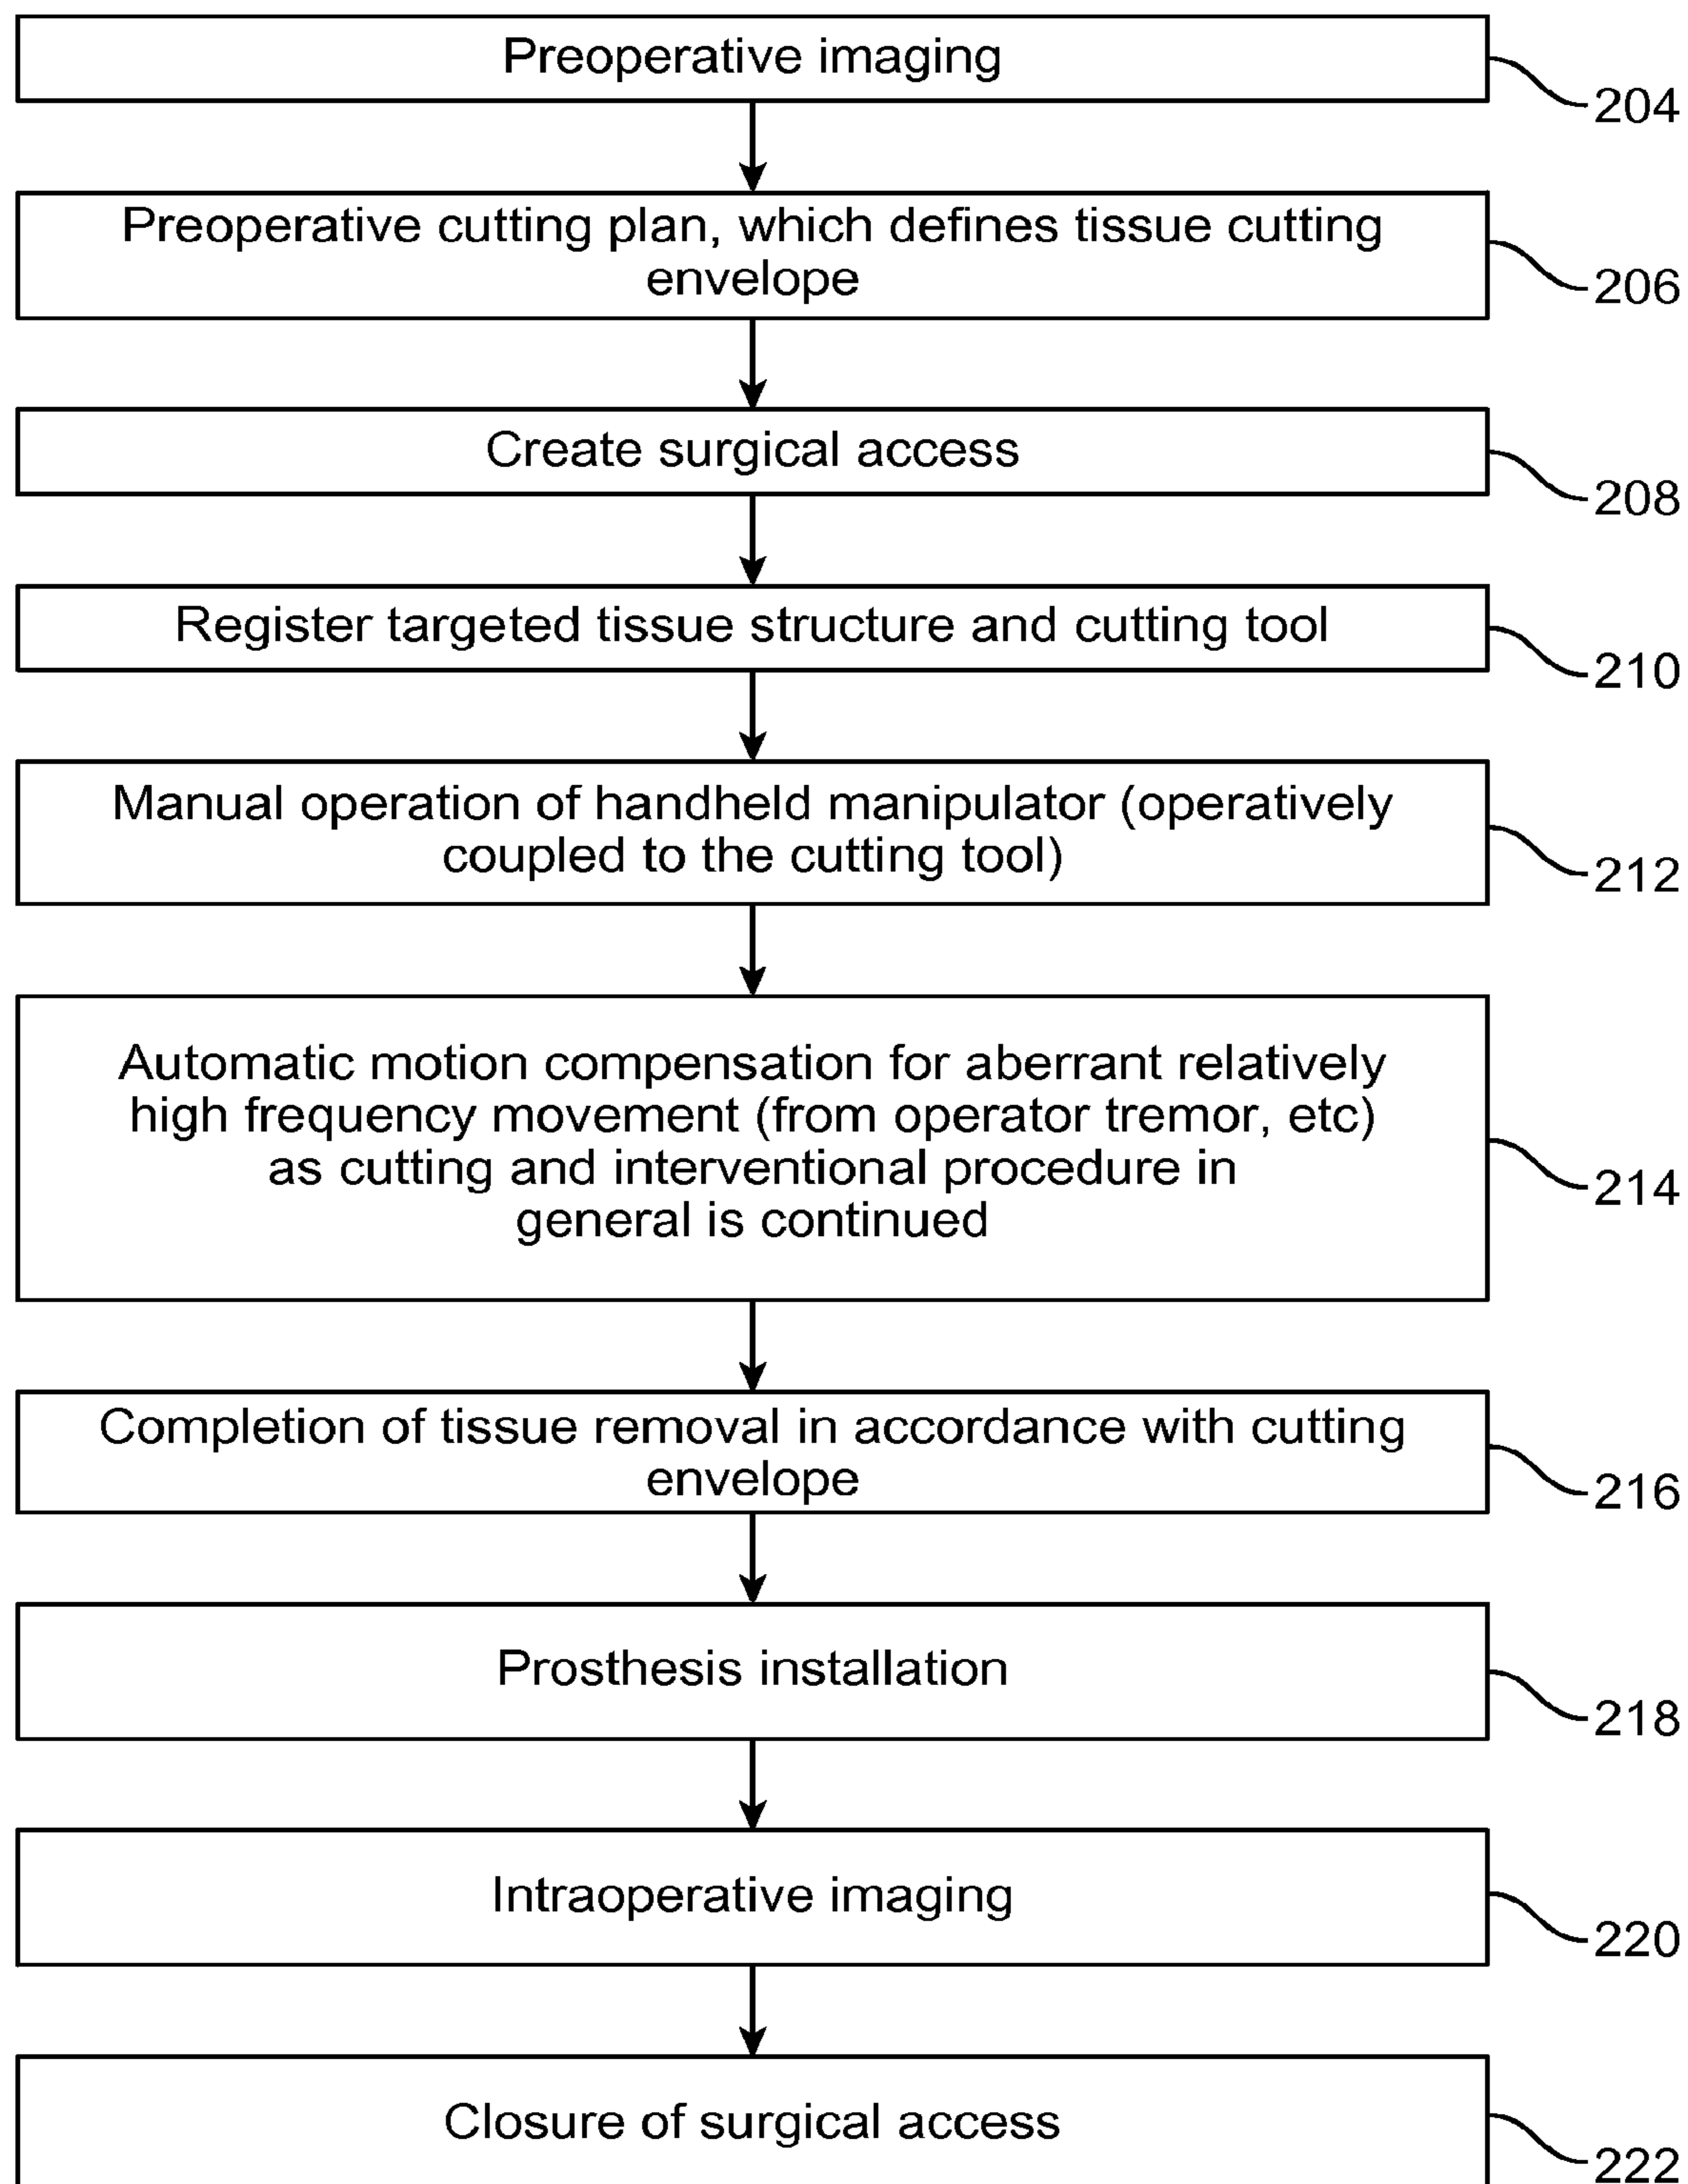 Preoperative imaging
204
Preoperative cutting plan, which defines tissue cutting
envelope
206
Create surgical access
208
Register targeted tissue structure and cutting tool
210
Manual operation of handheld manipulator (operatively
coupled to the cutting tool)
212
Automatic motion compensation for aberrant relatively
high frequency movement (from operator tremor, etc)
as cutting and interventional procedure in
general is continued
214
Completion of tissue removal in accordance with cutting
envelope
216
Prosthesis installation
218
Intraoperative imaging
220
Closure of surgical access
222